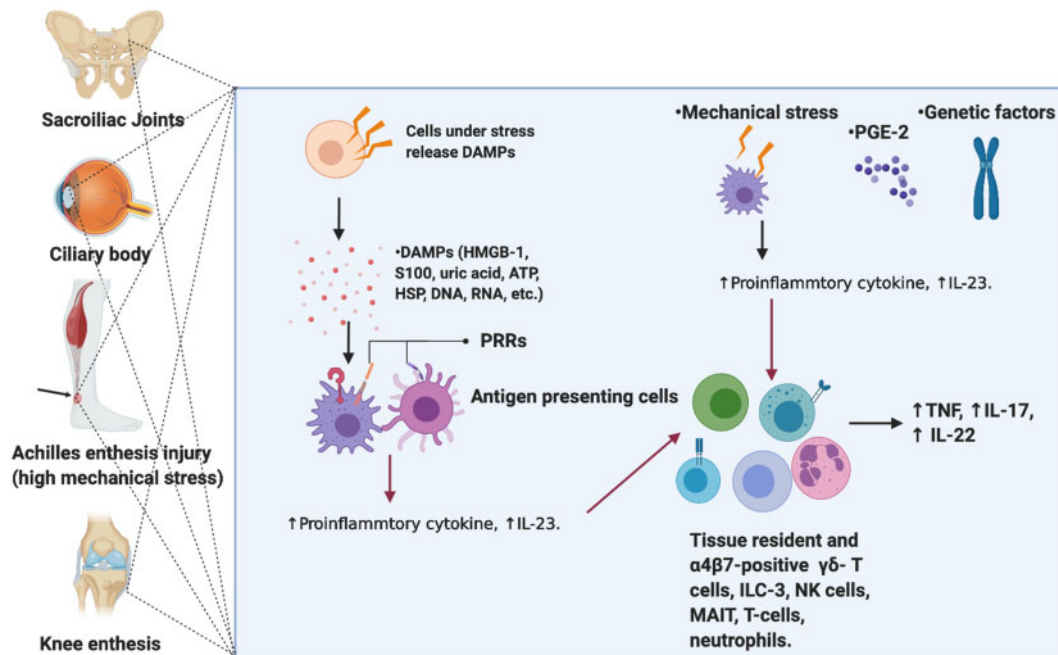 Sacroiliac Joints
Ciliary body
Achilles enthesis injury
(high mechanical stress)
Knee enthesis
Cells under stress
release DAMPs
•DAMPs (HMGB-1,
S100, uric acid, ATP,
HSP, DNA, RNA, etc.)
PRRs
Antigen presenting cells
↑Proinflammtory cytokine, ↑IL-23.
•Mechanical stress
•PGE-2
•Genetic factors
↑Proinflammtory cytokine, ↑IL-23.
↑TNF, ↑IL-17,
↑ IL-22
Tissue resident and
α4β7-positive γδ- T
cells, ILC-3, NK cells,
MAIT, T-cells,
neutrophils.